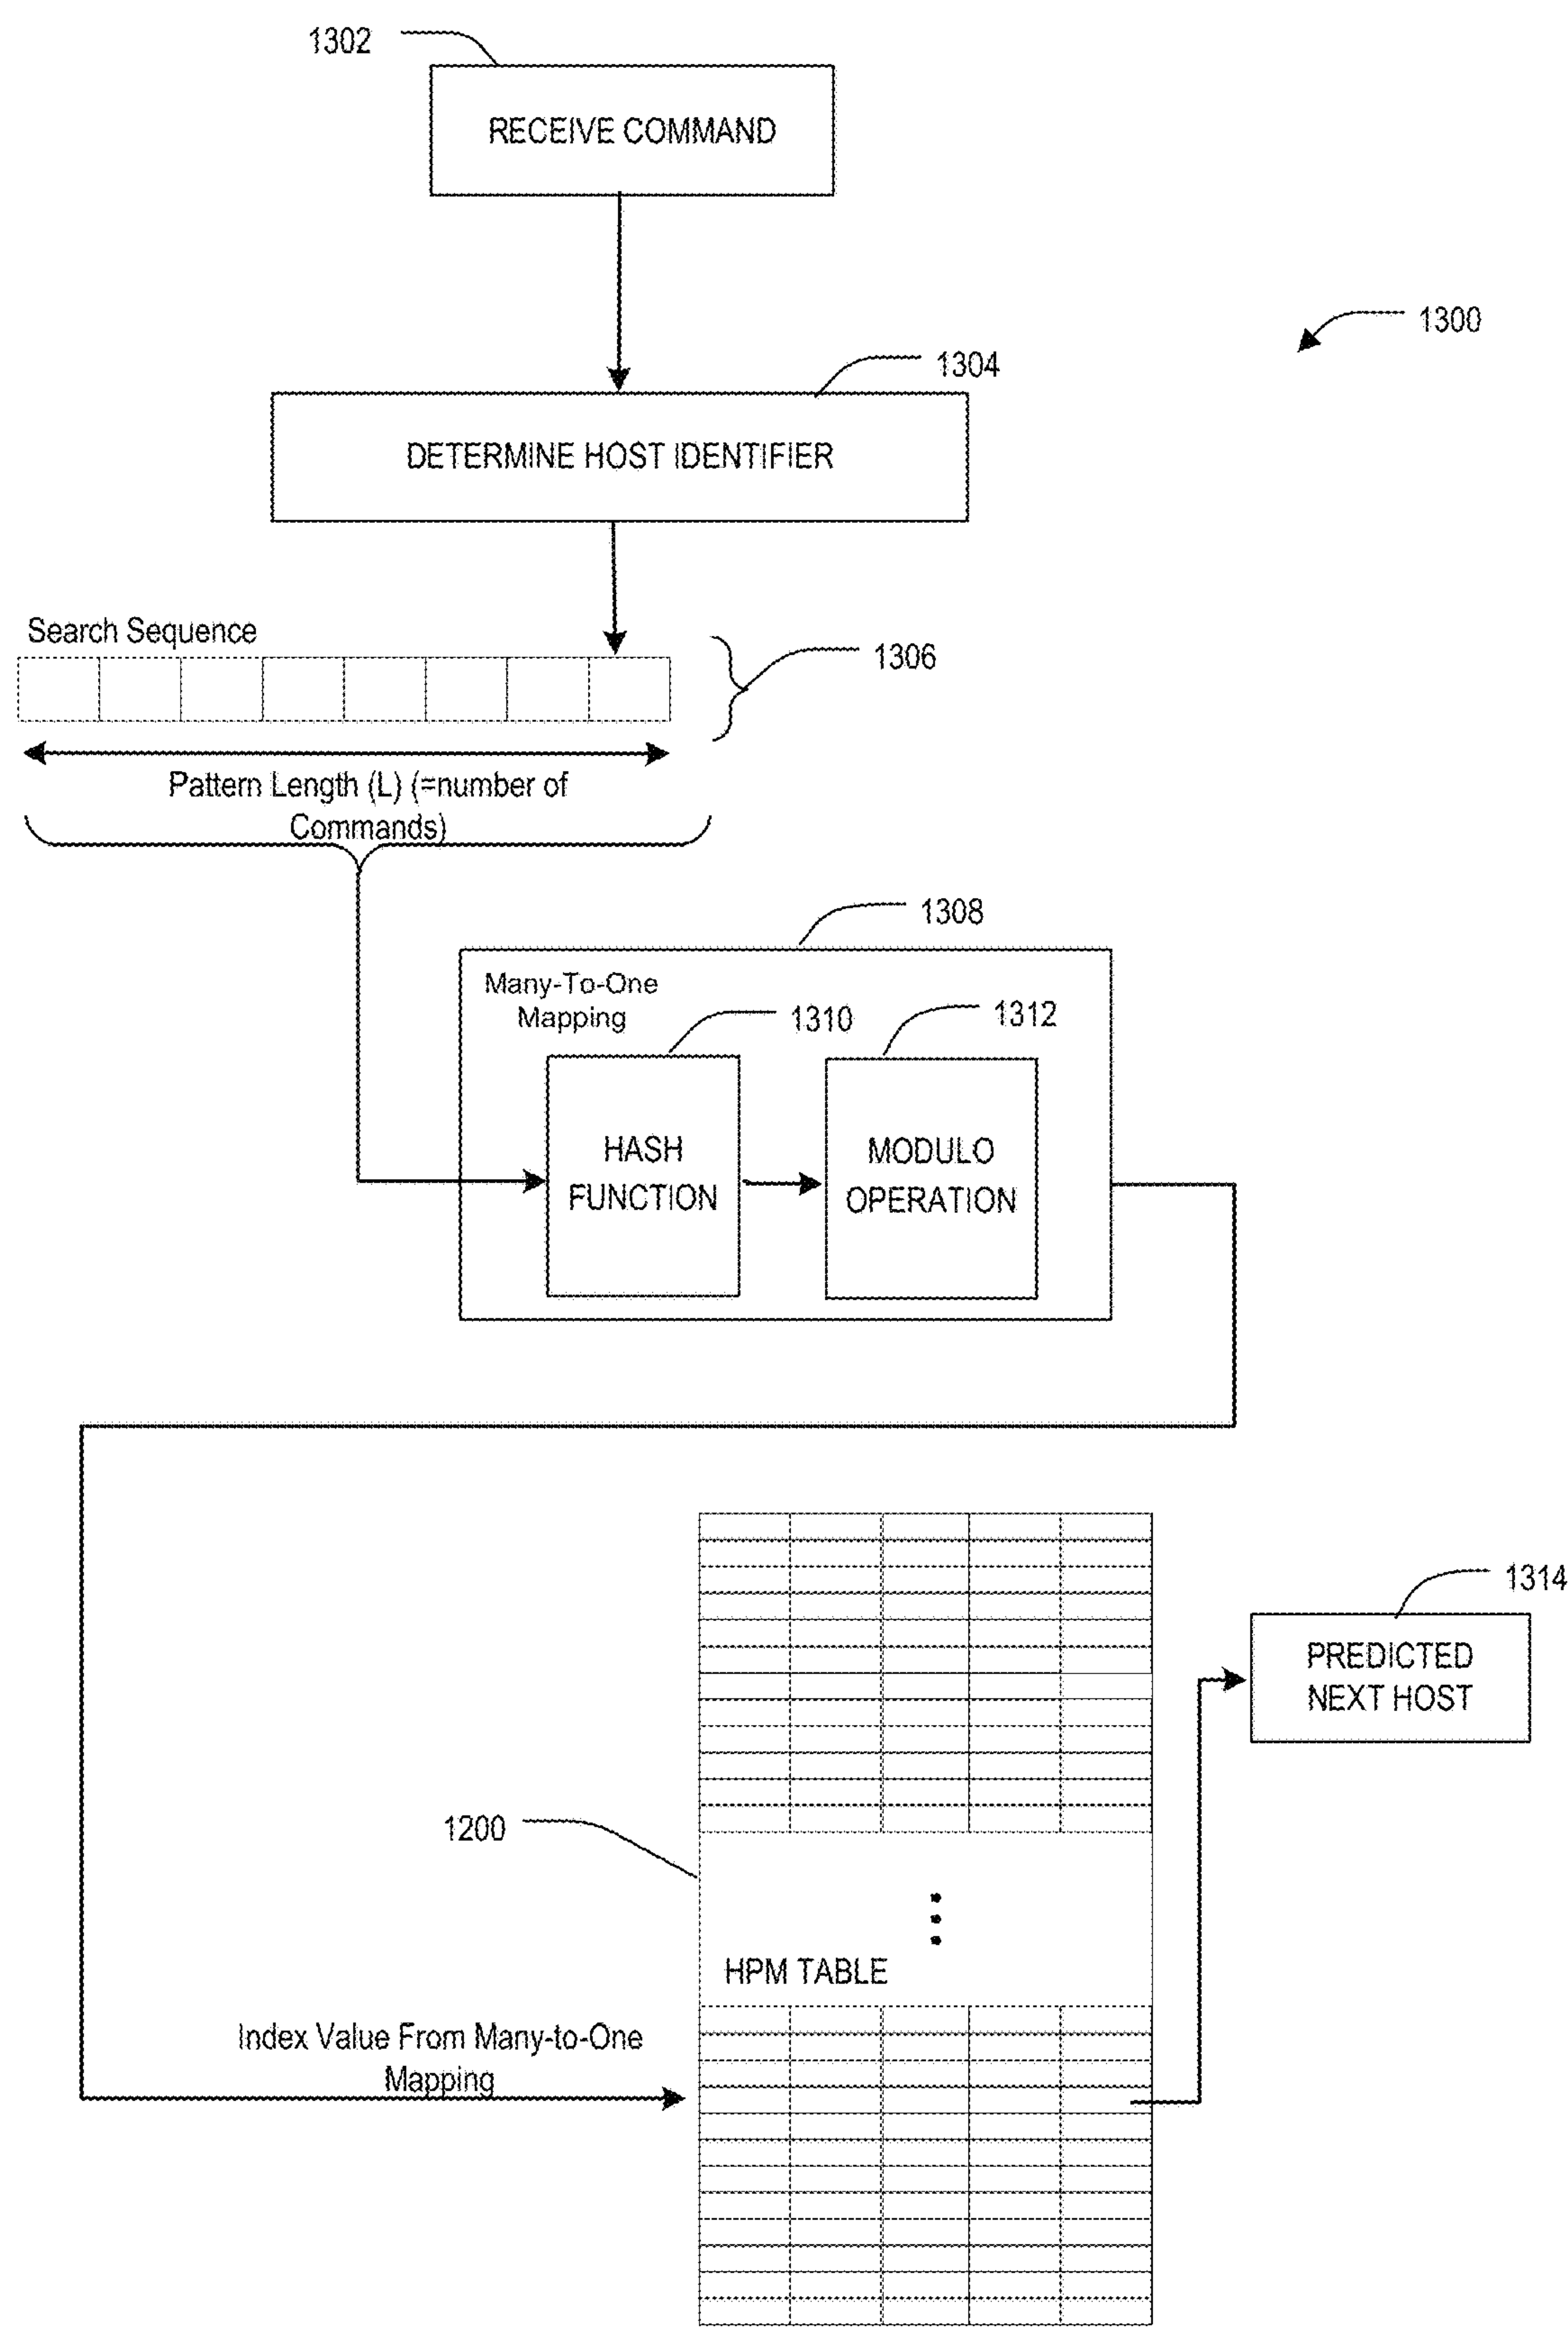 1302
RECEIVE COMMAND
1300
1304
DETERMINE HOST IDENTIFIER
Search Sequence
1306
Pattern Length (L) (=number of
Commands)
1308
Many-To-One
Mapping
1310
1312
HASH
FUNCTION
MODULO
OPERATION
1314
PREDICTED
NEXT HOST
1200
HPM TABLE
Index Value From Many-to-One
Mapping